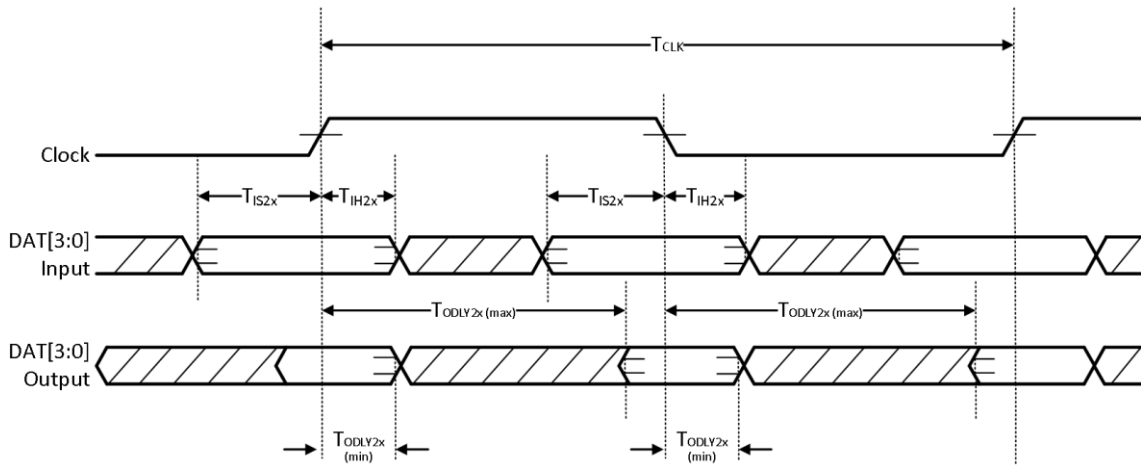 TCLK
Clock
TIS2x TIH2x TIS2x TIH2x
DAT[3:0]
Input
TODLY2x (max) TODLY2x (max)
DAT[3:0]
Output
TODLY2x TODLY2x
(min) (min)